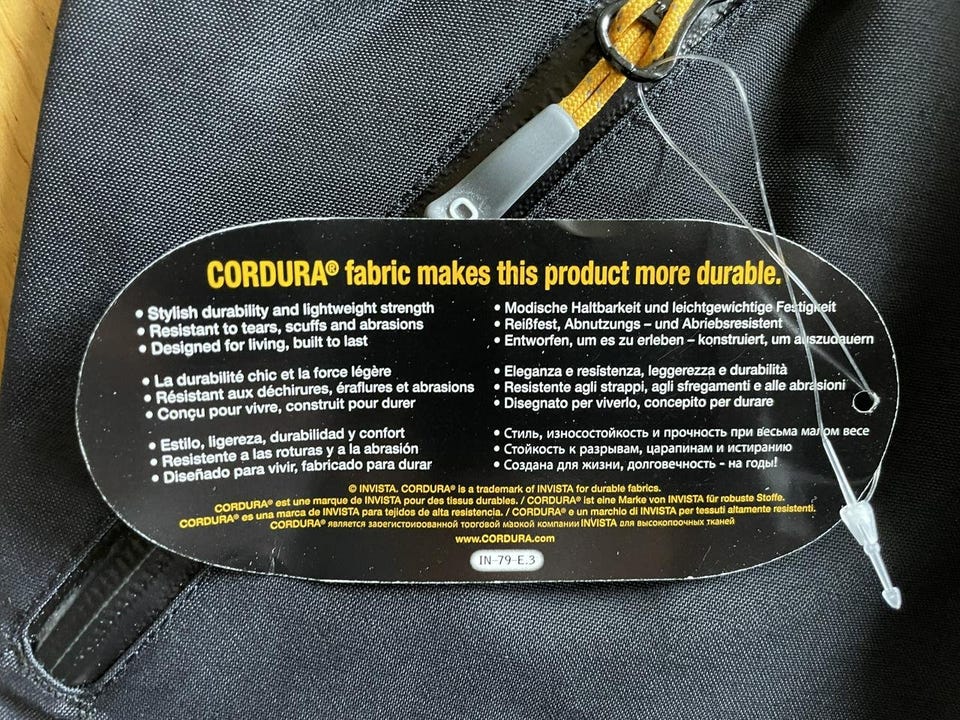 CORDURA® fabric makes this product more durable.
• Stylish durability and lightweight strength
• Resistant to tears, scuffs and abrasions
• Designed for living, built to last
• La durabilité chic et la force légère
• Résistant aux déchirures, éraflures et abrasions
• Conçu pour vivre, construit pour durer
• Estilo, ligereza, durabilidad y confort
• Resistente a las roturas y a la abrasión
• Diseñado para vivir, fabricado para durar
• Modische Haltbarkeit und leichtgewichtige Festigkeit
• Reißfest, Abnutzungs – und Abriebsresistent
• Entworfen, um es zu erleben – konstruiert, um auszudauern
• Eleganza e resistenza, leggerezza e durabilità
• Resistente agli strappi, agli sfregamenti e alle abrasioni
• Disegnato per viverlo, concepito per durare
• Стиль, износостойкость и прочность при весьма малом весе
• Стойкость к разрывам, царапинам и истиранию
• Создана для жизни, долговечность - на годы!
© INVISTA. CORDURA® is a trademark of INVISTA for durable fabrics.
CORDURA® est une marque de INVISTA pour des tissus durables. / CORDURA® ist eine Marke von INVISTA für robuste Stoffe.
CORDURA® es una marca de INVISTA para tejidos de alta resistencia. / CORDURA® e un marchio di INVISTA per tessuti altamente resistenti.
CORDURA® является зарегистрированной торговой маркой компании INVISTA для высокопрочных тканей
www.CORDURA.com
IN-79-E.3